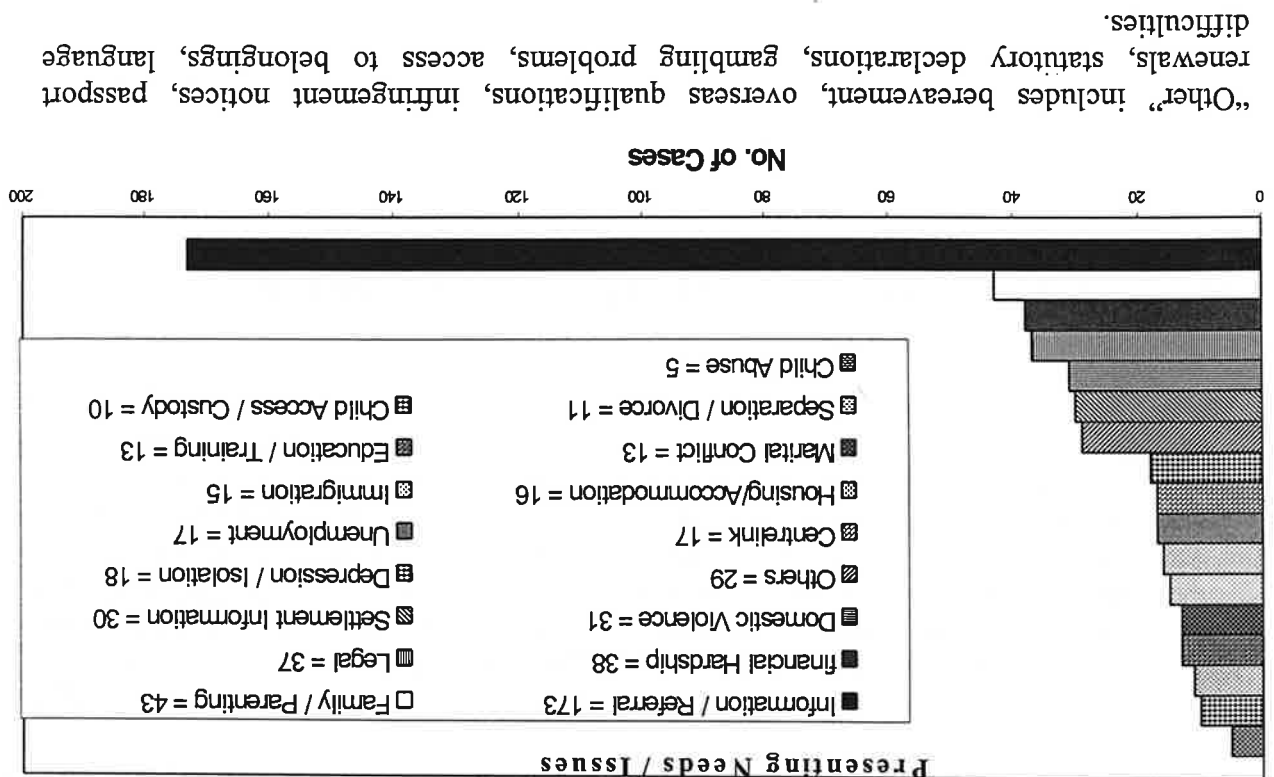 Presenting Needs / Issues
Information / Referral = 173 Family / Parenting = 43
financial Hardship = 38 Legal = 37
Domestic Violence = 31 Settlement Information = 30
Others = 29 Depression / Isolation = 18
Centrelink = 17 Unemployment = 17
Housing/Accommodation = 16 Immigration = 15
Marital Conflict = 13 Education / Training = 13
Separation / Divorce = 11 Child Access / Custody = 10
Child Abuse = 5
0 20 40 60 80 100 120 140 160 180 200
No. of Cases
“Other” includes bereavement, overseas qualifications, infringement notices, passport
renewals, statutory declarations, gambling problems, access to belongings, language
difficulties.